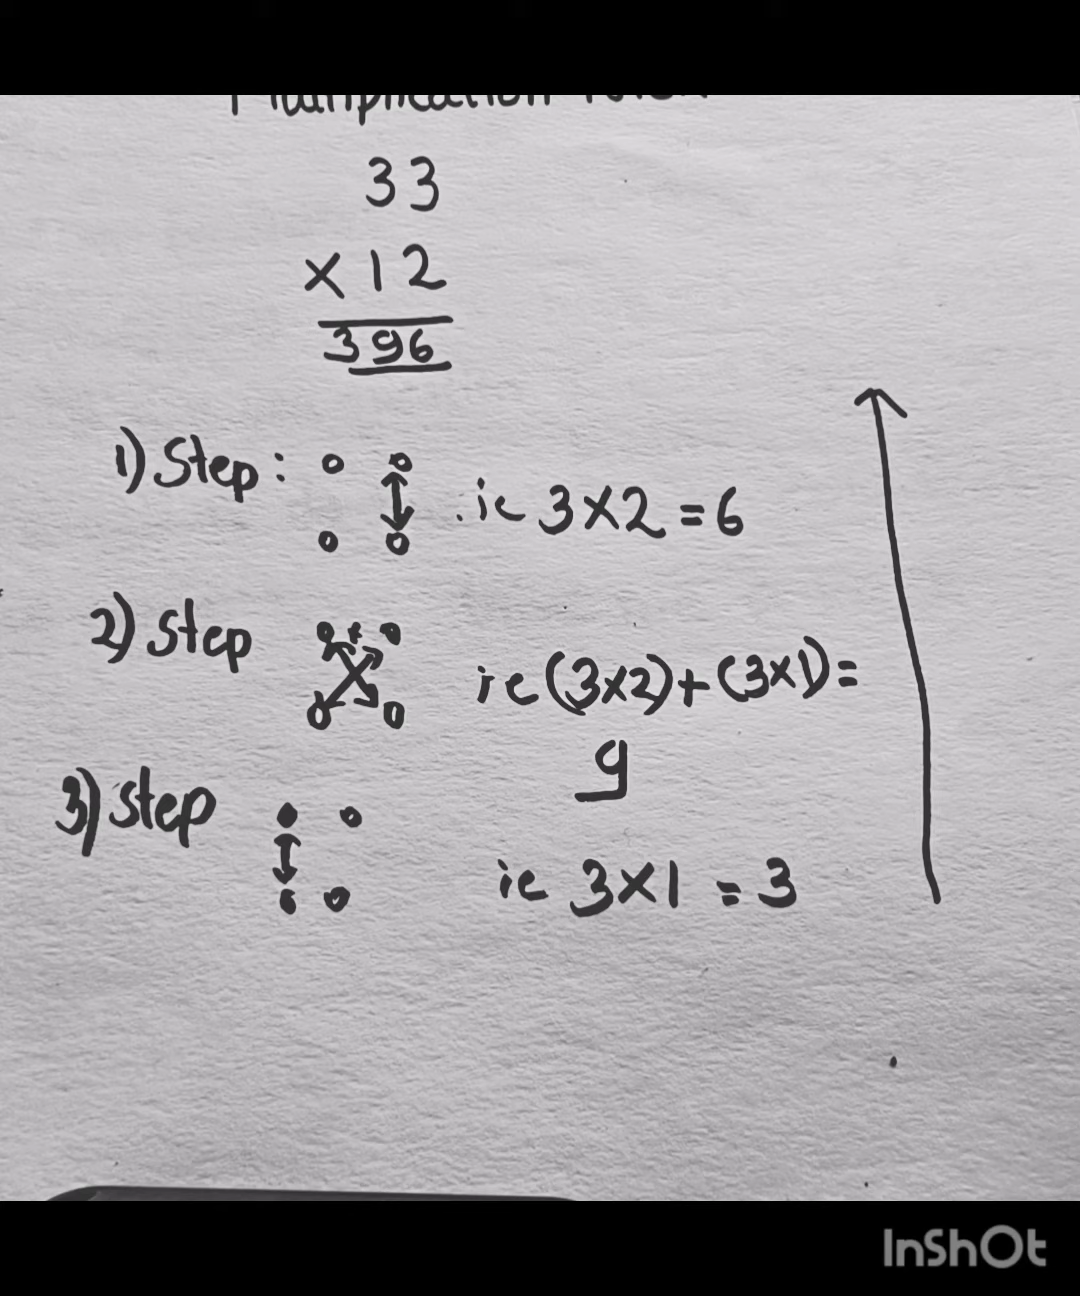 33
×12
396
1) Step: .ie 3×2=6
2) Step + ie (3×2)+(3×1)=
9
3) step ie 3×1 = 3
InShOt